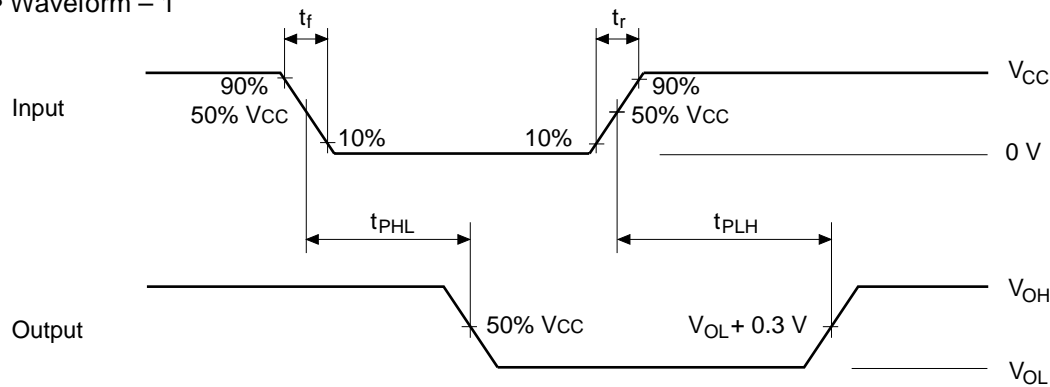 • Waveform – 1
tf
tr
90%
90%
VCC
Input
50% VCC
50% VCC
10%
10%
0 V
tPHL
tPLH
VOH
Output
50% VCC
VOL + 0.3 V
VOL